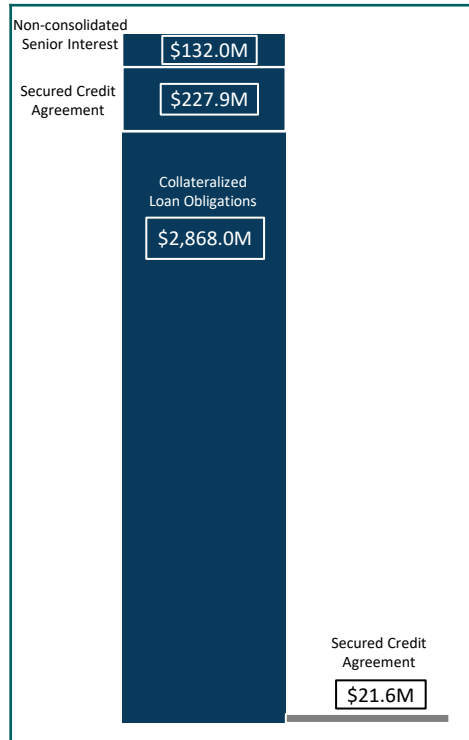 Non-consolidated
Senior Interest
$132.0M
Secured Credit
Agreement
$227.9M
Collateralized
Loan Obligations
$2,868.0M
Secured Credit
Agreement
$21.6M